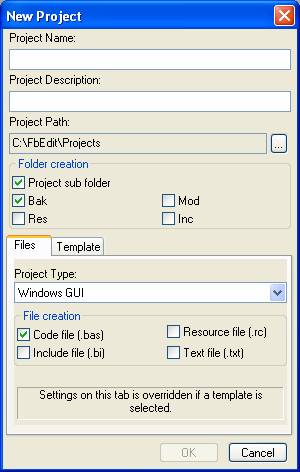 New Project
Project Name:
Project Description:
Project Path:
C:\FbEdit\Projects
...
Folder creation
Project sub folder
Bak Mod
Res Inc
Files Template
Project Type:
Windows GUI
File creation
Code file (.bas) Resource file (.rc)
Include file (.bi) Text file (.txt)
Settings on this tab is overridden if a template is
selected.
OK Cancel